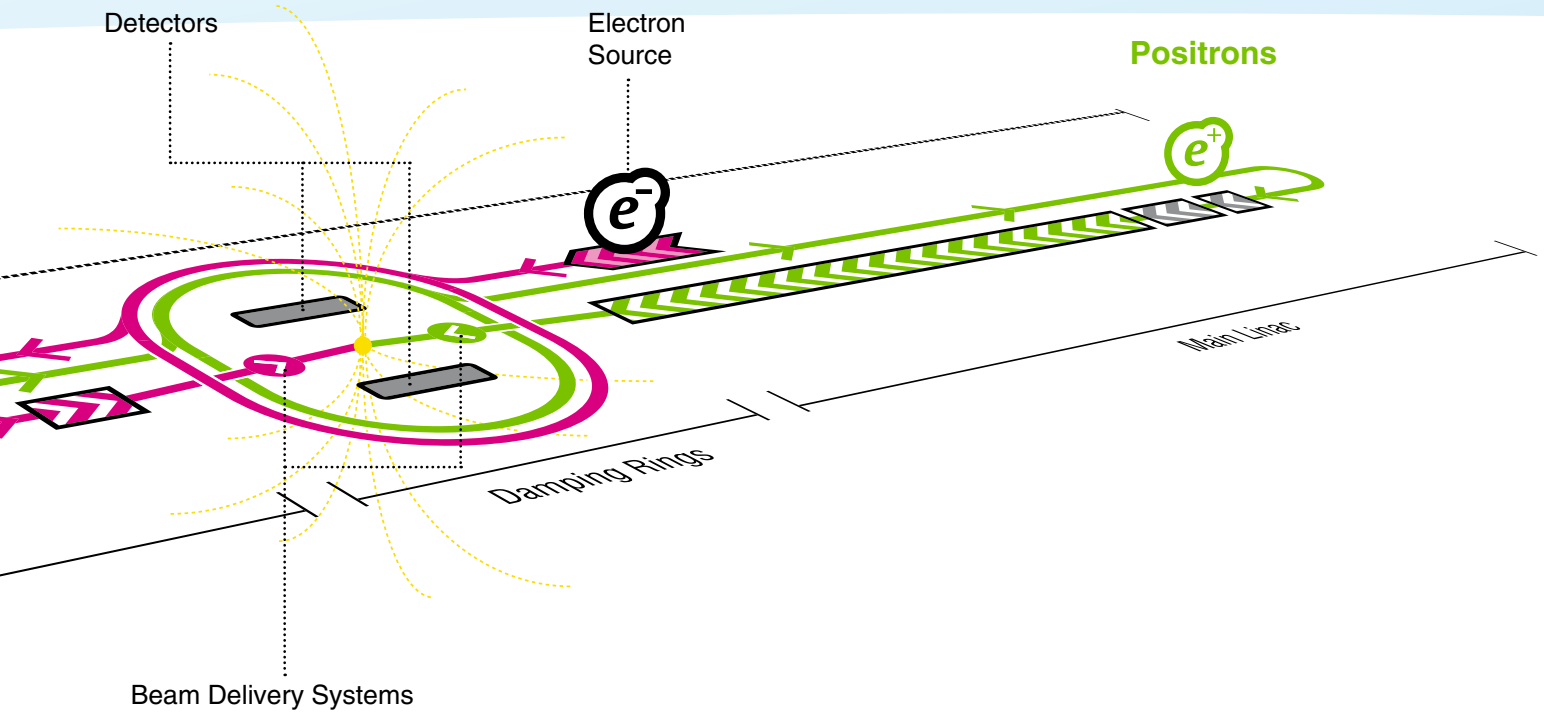 Detectors
Electron
Source
Positrons
e+
e-
Main Linac
Damping Rings
Beam Delivery Systems